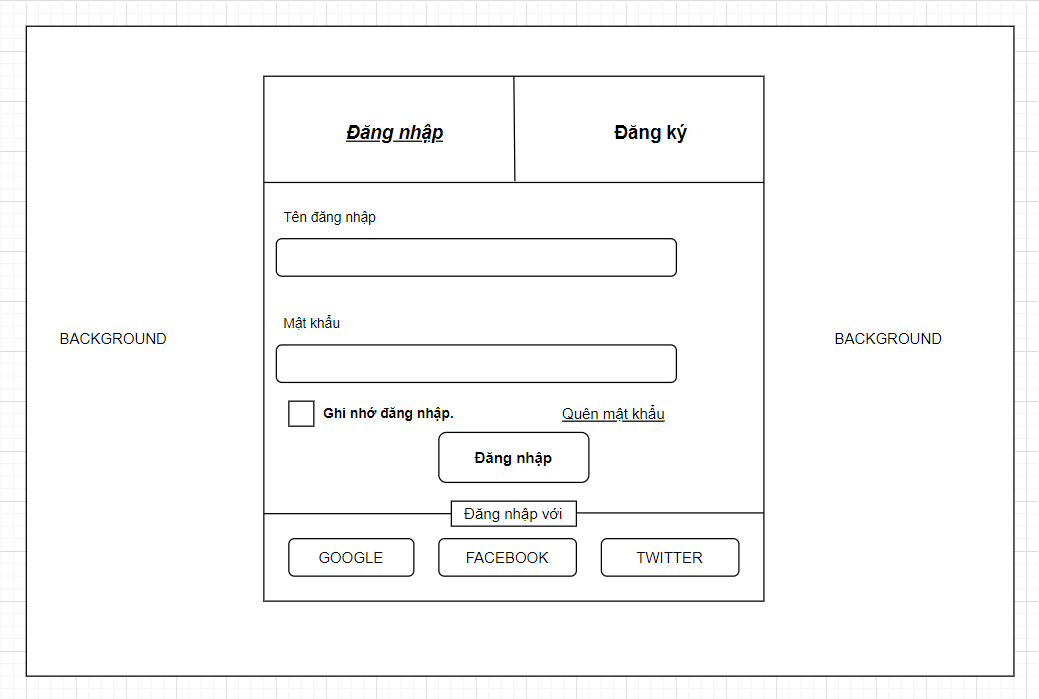 Đăng nhập
Đăng ký
Tên đăng nhập
Mật khẩu
BACKGROUND
BACKGROUND
Ghi nhớ đăng nhập.
Quên mật khẩu
Đăng nhập
Đăng nhập với
GOOGLE
FACEBOOK
TWITTER